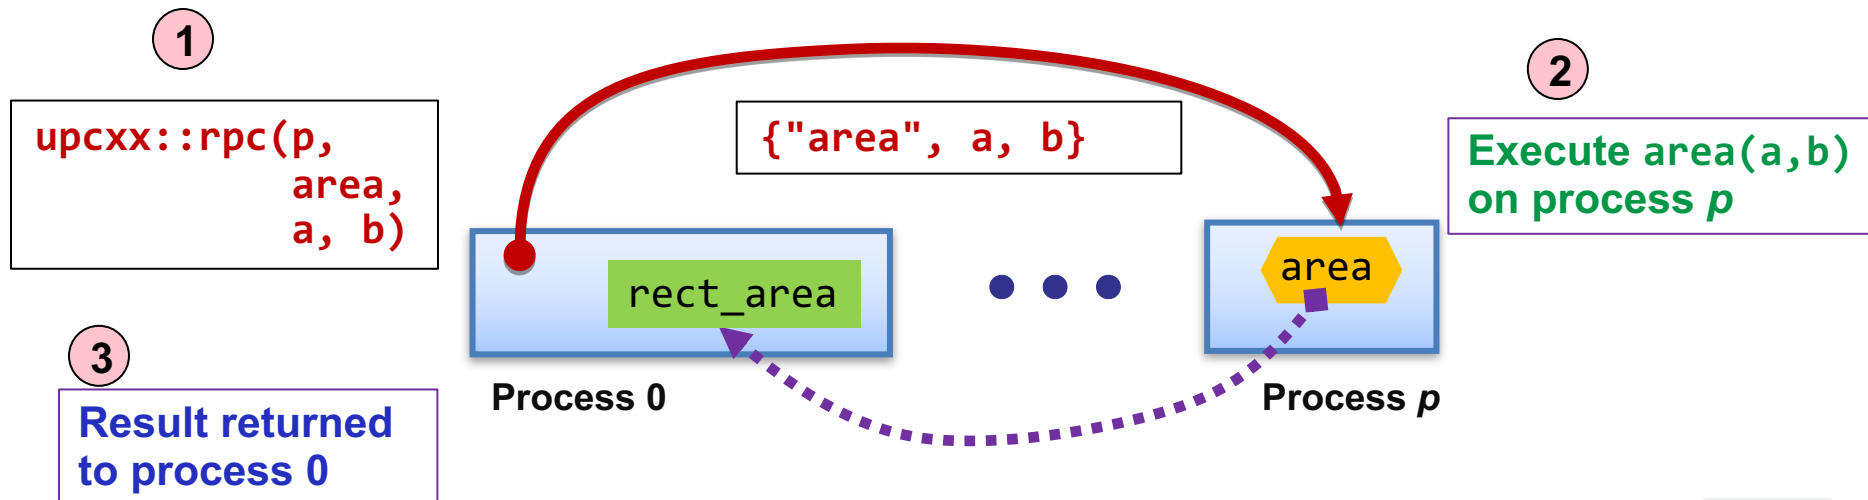 1
upcxx::rpc(p,
area,
a, b)
{"area", a, b}
2
Execute area(a,b)
on process p
rect_area
area
Process 0
Process p
3
Result returned
to process 0